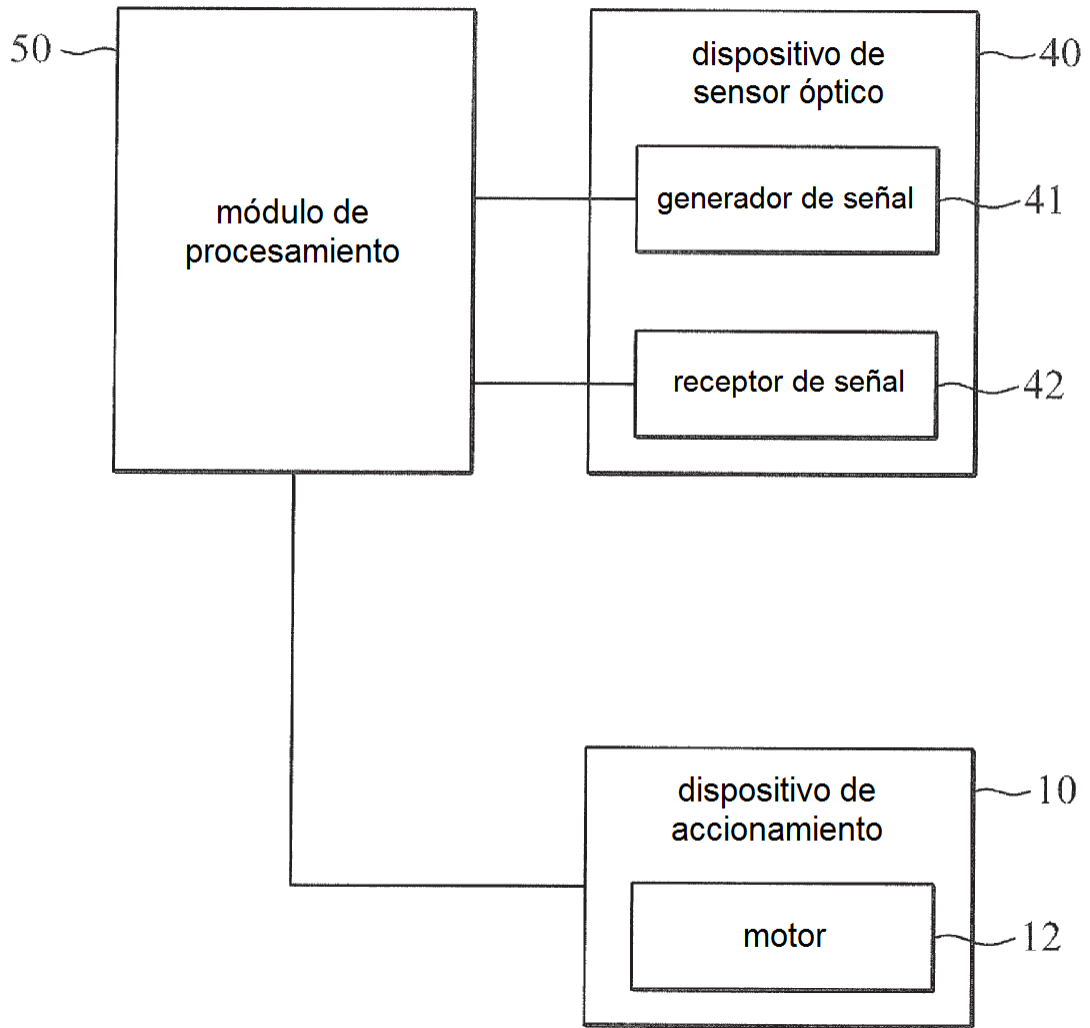 50
módulo de
procesamiento
dispositivo de
sensor óptico
40
generador de señal
41
receptor de señal
42
dispositivo de
accionamiento
10
motor
12